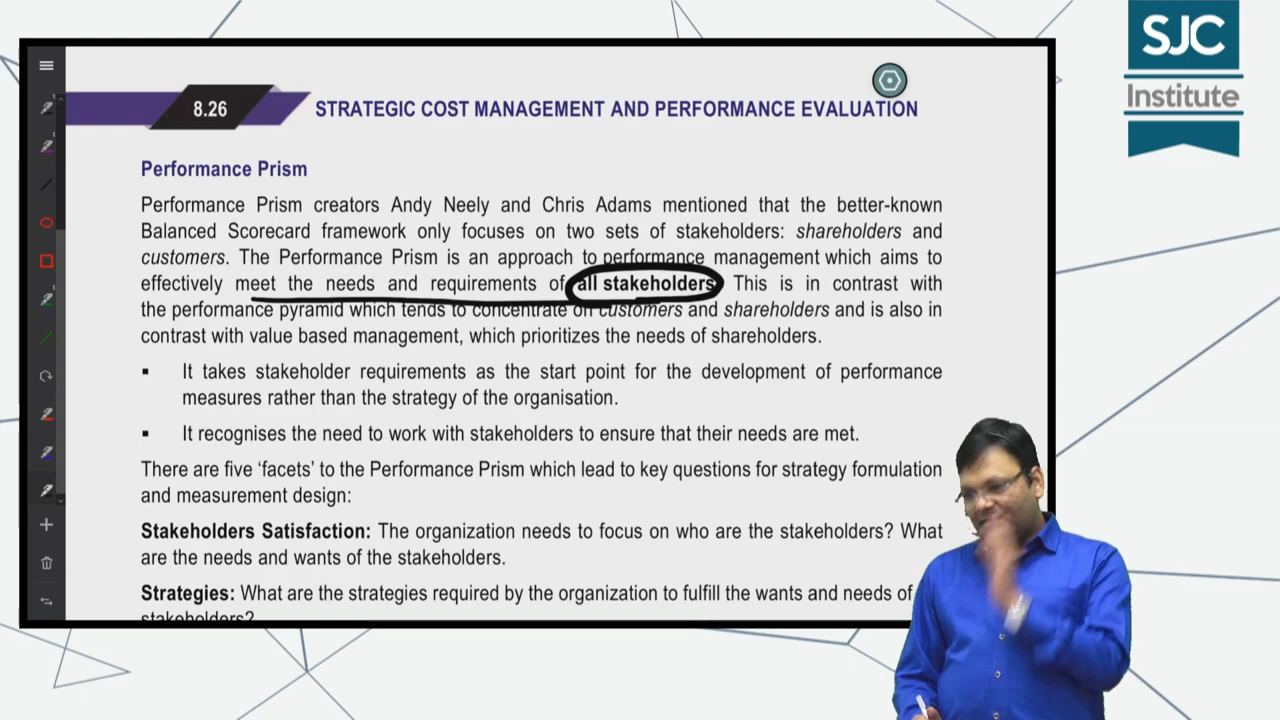 SJC
Institute
8.26
STRATEGIC COST MANAGEMENT AND PERFORMANCE EVALUATION
Performance Prism
Performance Prism creators Andy Neely and Chris Adams mentioned that the better-known
Balanced Scorecard framework only focuses on two sets of stakeholders: shareholders and
customers. The Performance Prism is an approach to performance management which aims to
effectively meet the needs and requirements of all stakeholders This is in contrast with
the performance pyramid which tends to concentrate on customers and shareholders and is also in
contrast with value based management, which prioritizes the needs of shareholders.
▪ It takes stakeholder requirements as the start point for the development of performance
measures rather than the strategy of the organisation.
▪ It recognises the need to work with stakeholders to ensure that their needs are met.
There are five ‘facets’ to the Performance Prism which lead to key questions for strategy formulation
and measurement design:
Stakeholders Satisfaction: The organization needs to focus on who are the stakeholders? What
are the needs and wants of the stakeholders.
Strategies: What are the strategies required by the organization to fulfill the wants and needs of
stakeholders?